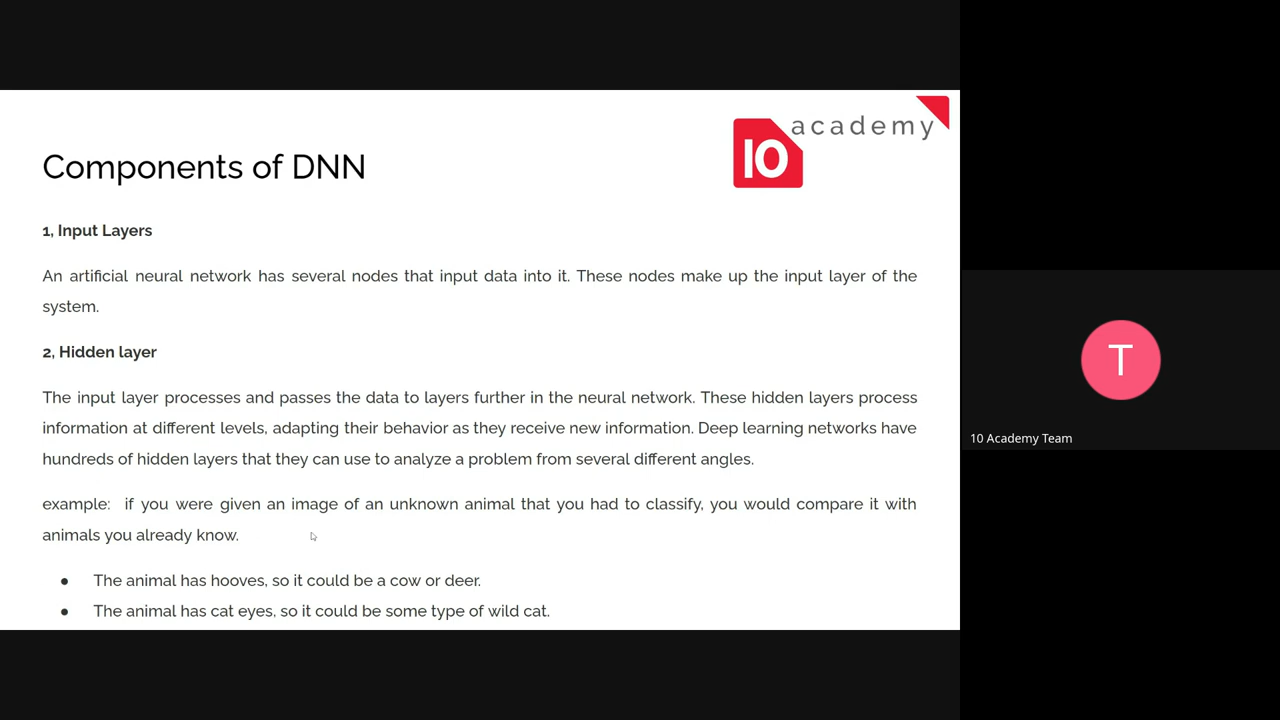 10 academy
Components of DNN
1, Input Layers
An artificial neural network has several nodes that input data into it. These nodes make up the input layer of the
system.
2, Hidden layer
The input layer processes and passes the data to layers further in the neural network. These hidden layers process
information at different levels, adapting their behavior as they receive new information. Deep learning networks have
hundreds of hidden layers that they can use to analyze a problem from several different angles.
example: if you were given an image of an unknown animal that you had to classify, you would compare it with
animals you already know.
● The animal has hooves, so it could be a cow or deer.
● The animal has cat eyes, so it could be some type of wild cat.
T
10 Academy Team